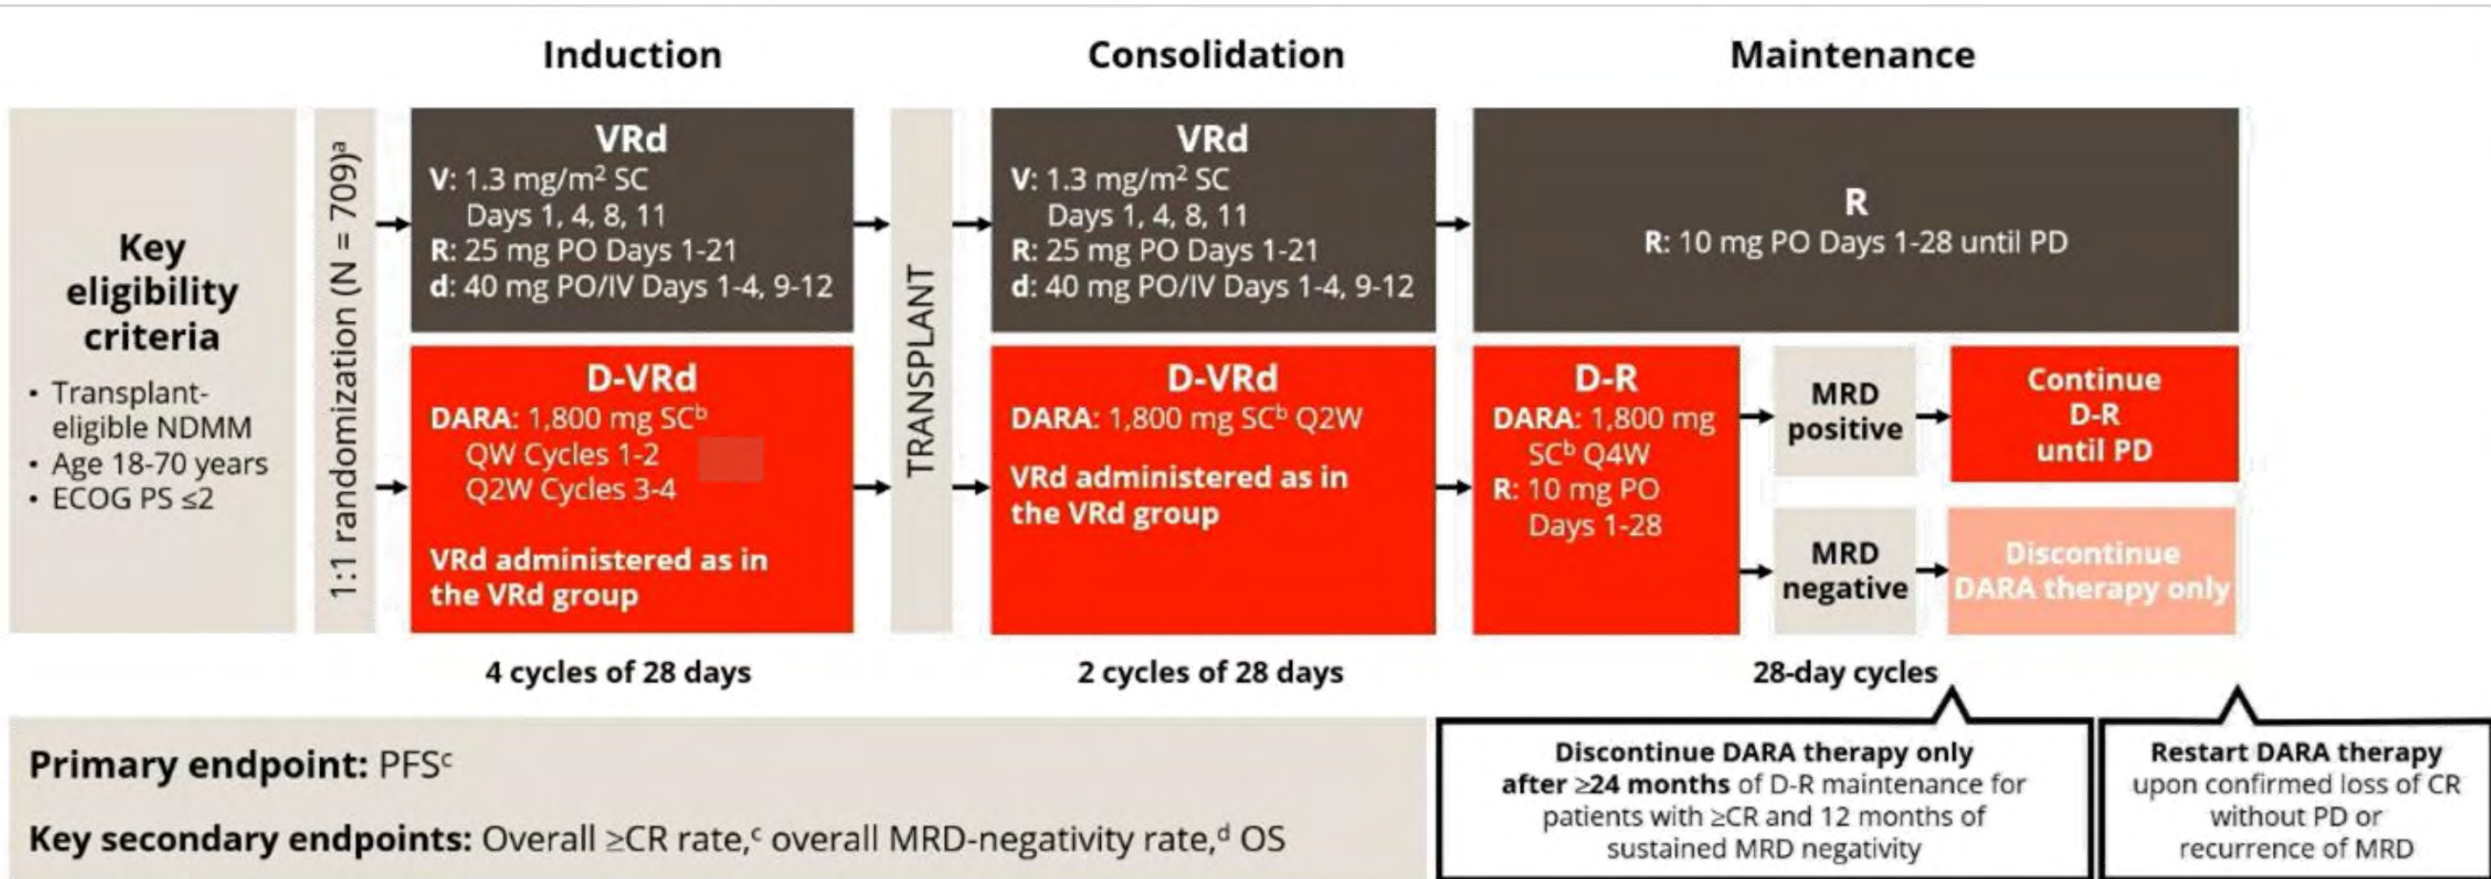 Induction
Consolidation
Maintenance
Key
eligibility
criteria
• Transplant-
eligible NDMM
• Age 18-70 years
• ECOG PS ≤2
1:1 randomization (N = 709)ᵃ
VRd
V: 1.3 mg/m² SC
Days 1, 4, 8, 11
R: 25 mg PO Days 1-21
d: 40 mg PO/IV Days 1-4, 9-12
D-VRd
DARA: 1,800 mg SCᵇ
QW Cycles 1-2
Q2W Cycles 3-4
VRd administered as in
the VRd group
4 cycles of 28 days
TRANSPLANT
VRd
V: 1.3 mg/m² SC
Days 1, 4, 8, 11
R: 25 mg PO Days 1-21
d: 40 mg PO/IV Days 1-4, 9-12
D-VRd
DARA: 1,800 mg SCᵇ Q2W
VRd administered as in
the VRd group
2 cycles of 28 days
R
R: 10 mg PO Days 1-28 until PD
D-R
DARA: 1,800 mg
SCᵇ Q4W
R: 10 mg PO
Days 1-28
MRD
positive
Continue
D-R
until PD
MRD
negative
Discontinue
DARA therapy only
28-day cycles
Primary endpoint: PFSᶜ
Key secondary endpoints: Overall ≥CR rate,ᶜ overall MRD-negativity rate,ᵈ OS
Discontinue DARA therapy only
after ≥24 months of D-R maintenance for
patients with ≥CR and 12 months of
sustained MRD negativity
Restart DARA therapy
upon confirmed loss of CR
without PD or
recurrence of MRD